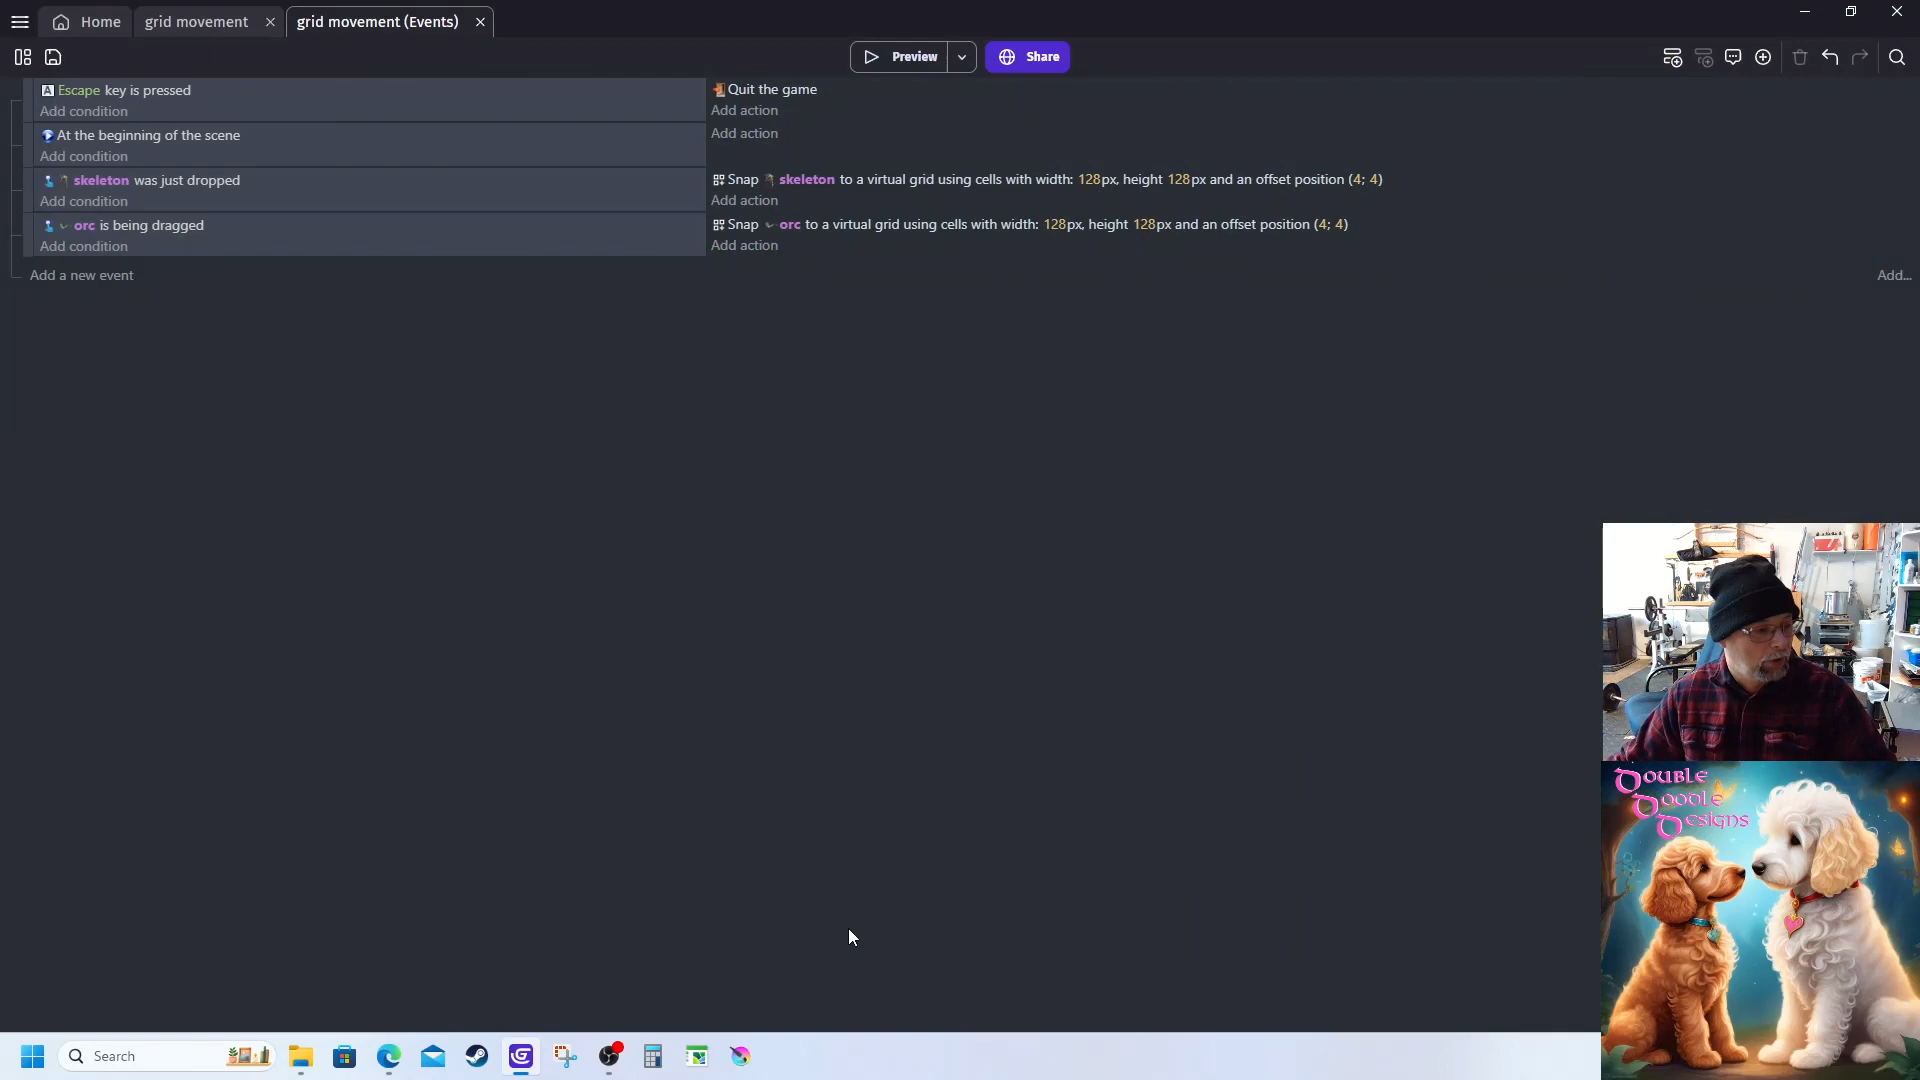 Home
grid movement
grid movement (Events)
Preview
Share
A Escape key is pressed
Add condition
Quit the game
Add action
At the beginning of the scene
Add condition
Add action
skeleton was just dropped
Add condition
Snap skeleton to a virtual grid using cells with width: 128px, height 128px and an offset position (4; 4)
Add action
orc is being dragged
Add condition
Snap orc to a virtual grid using cells with width: 128px, height 128px and an offset position (4; 4)
Add action
Add a new event
Add...
Double
Doodle
Designs
Search